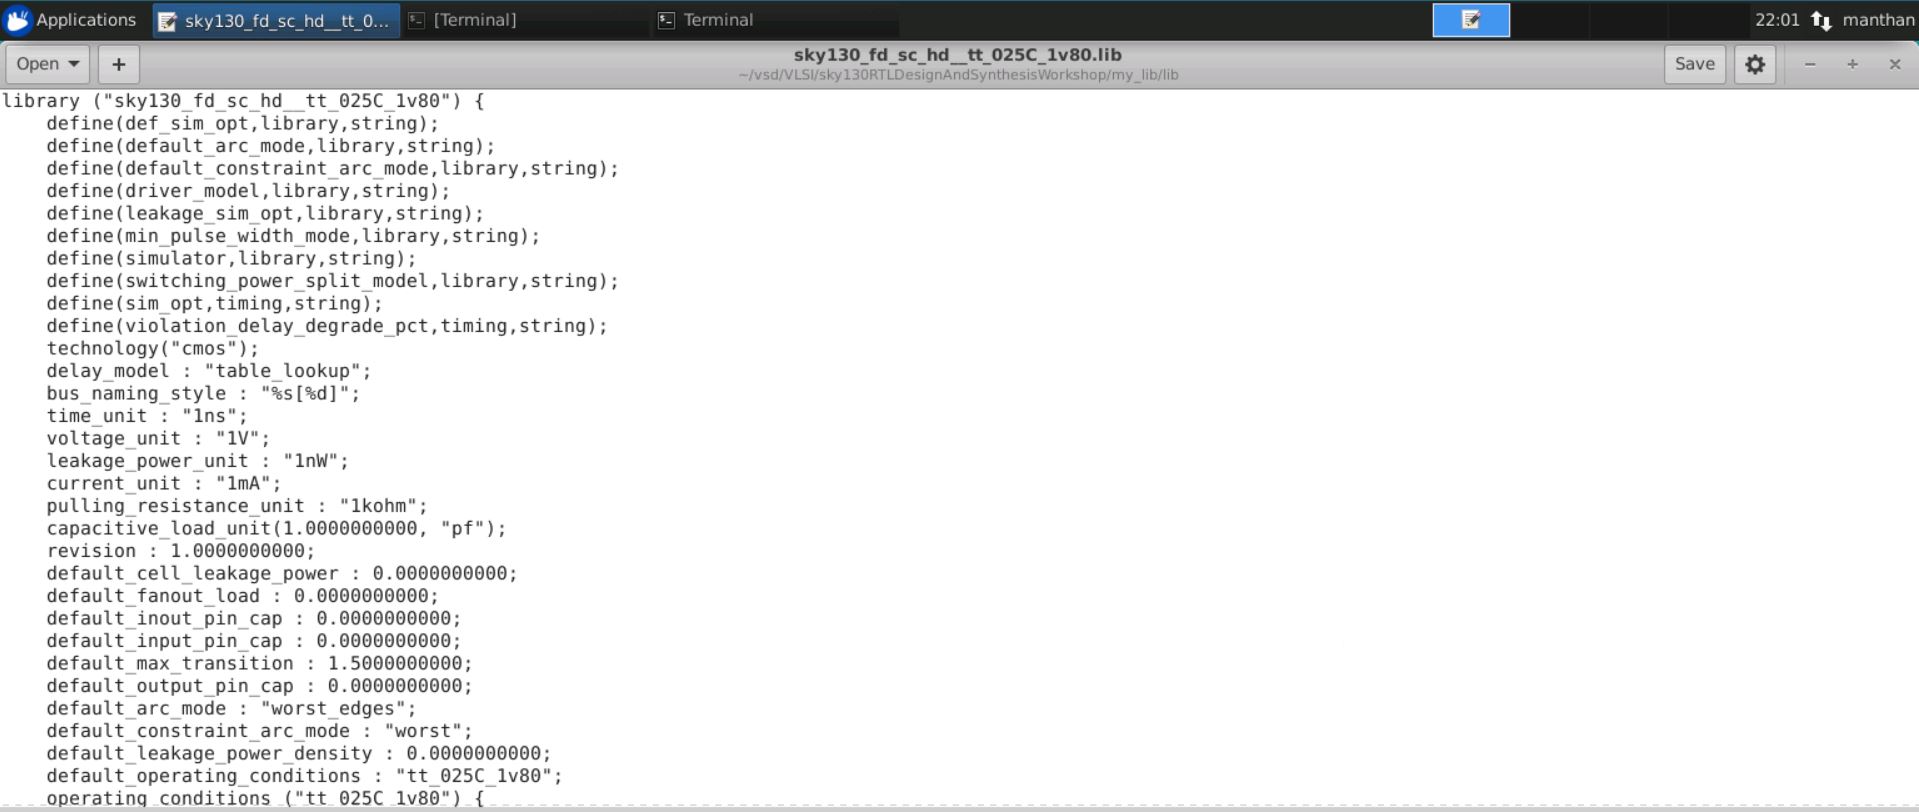 Applications sky130_fd_sc_hd__tt_0... [Terminal] Terminal 22:01 manthan
Open + sky130_fd_sc_hd__tt_025C_1v80.lib Save
~/vsd/VLSI/sky130RTLDesignAndSynthesisWorkshop/my_lib/lib
library ("sky130_fd_sc_hd__tt_025C_1v80") {
    define(def_sim_opt,library,string);
    define(default_arc_mode,library,string);
    define(default_constraint_arc_mode,library,string);
    define(driver_model,library,string);
    define(leakage_sim_opt,library,string);
    define(min_pulse_width_mode,library,string);
    define(simulator,library,string);
    define(switching_power_split_model,library,string);
    define(sim_opt,timing,string);
    define(violation_delay_degrade_pct,timing,string);
    technology("cmos");
    delay_model : "table_lookup";
    bus_naming_style : "%s[%d]";
    time_unit : "1ns";
    voltage_unit : "1V";
    leakage_power_unit : "1nW";
    current_unit : "1mA";
    pulling_resistance_unit : "1kohm";
    capacitive_load_unit(1.0000000000, "pf");
    revision : 1.0000000000;
    default_cell_leakage_power : 0.0000000000;
    default_fanout_load : 0.0000000000;
    default_inout_pin_cap : 0.0000000000;
    default_input_pin_cap : 0.0000000000;
    default_max_transition : 1.5000000000;
    default_output_pin_cap : 0.0000000000;
    default_arc_mode : "worst_edges";
    default_constraint_arc_mode : "worst";
    default_leakage_power_density : 0.0000000000;
    default_operating_conditions : "tt_025C_1v80";
    operating_conditions ("tt_025C_1v80") {